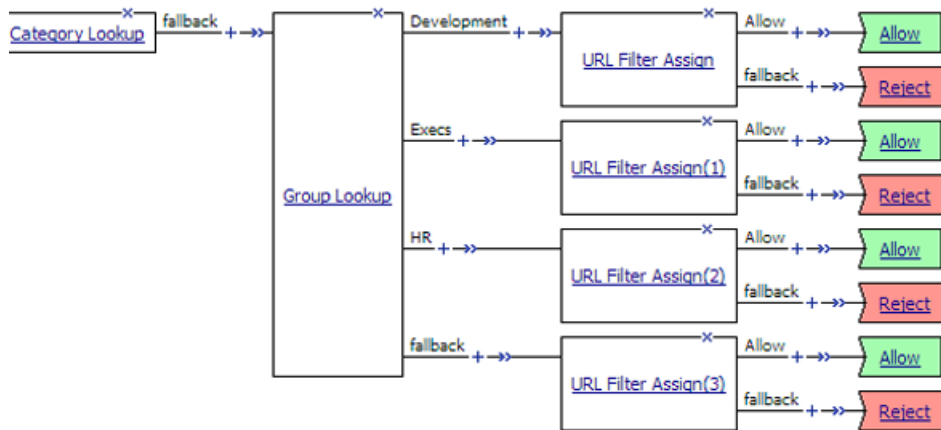 fallback
Category Lookup
Development
Allow
Allow
URL Filter Assign
fallback
Reject
Execs
Allow
Allow
URL Filter Assign(1)
fallback
Reject
Group Lookup
HR
Allow
Allow
URL Filter Assign(2)
fallback
Reject
fallback
Allow
Allow
URL Filter Assign(3)
fallback
Reject